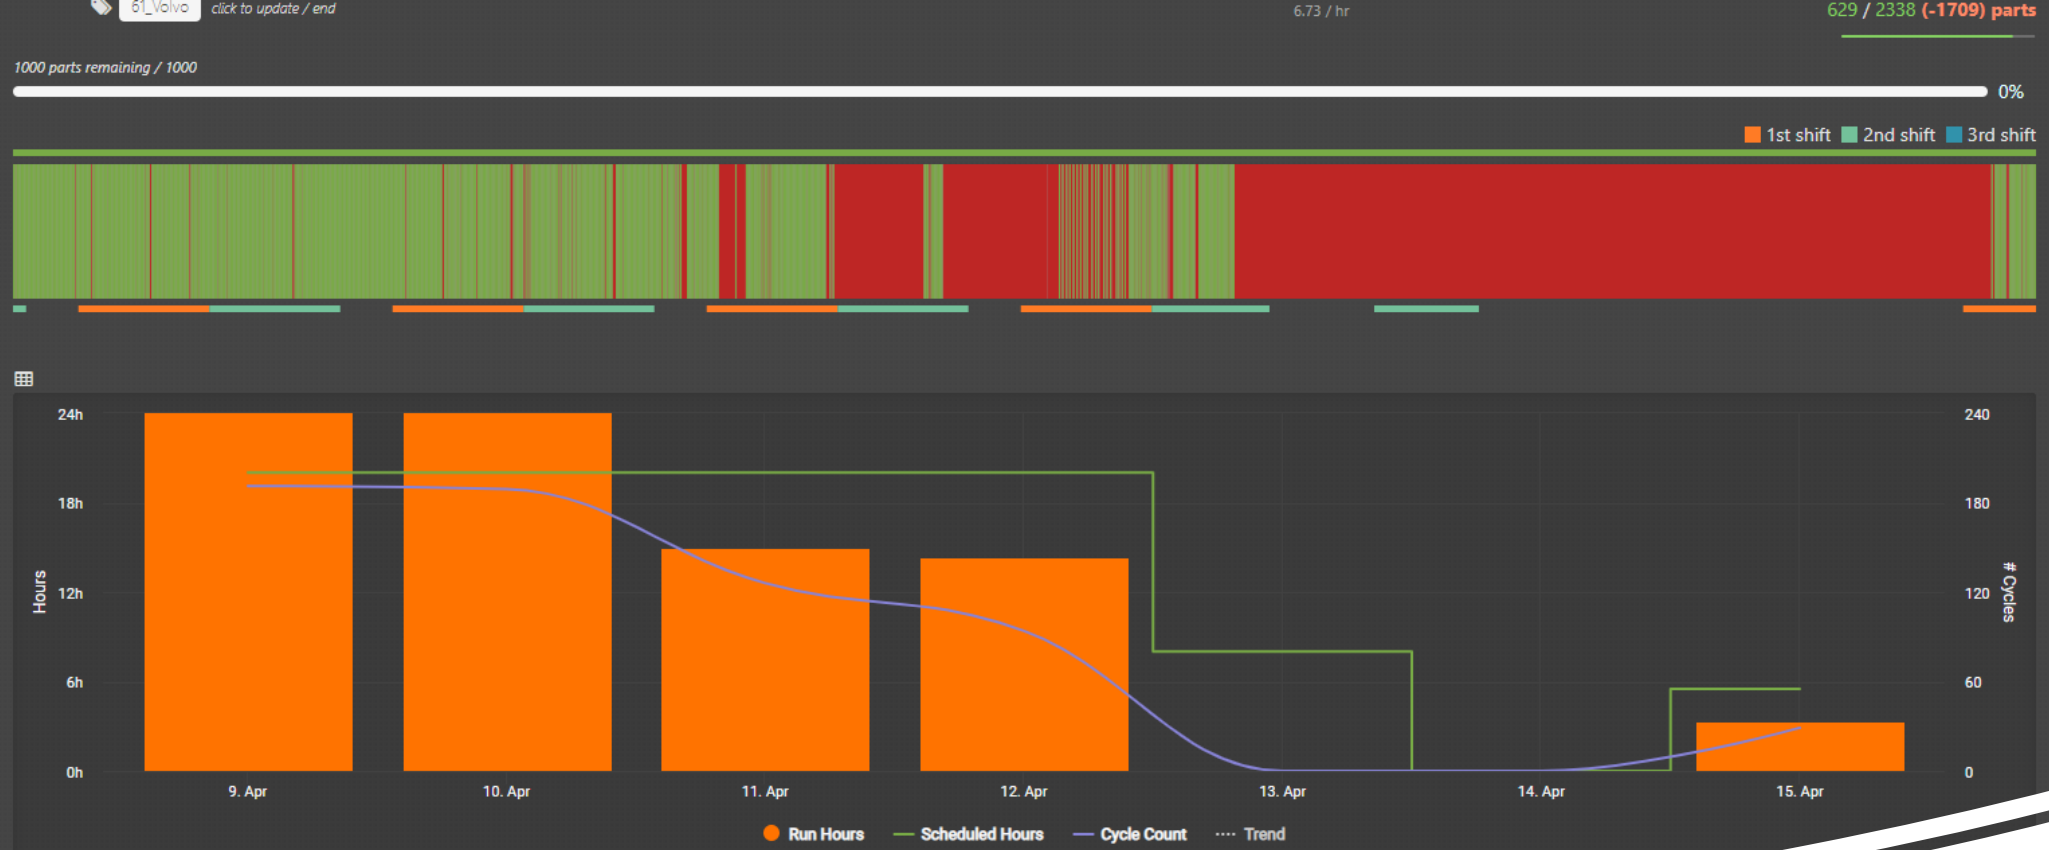 61_Volvo click to update / end 6.73 / hr 629 / 2338 (-1709) parts
1000 parts remaining / 1000
0%
1st shift 2nd shift 3rd shift
24h 240
18h 180
12h 120
6h 60
0h 0
Hours
# Cycles
9. Apr 10. Apr 11. Apr 12. Apr 13. Apr 14. Apr 15. Apr
Run Hours Scheduled Hours Cycle Count Trend